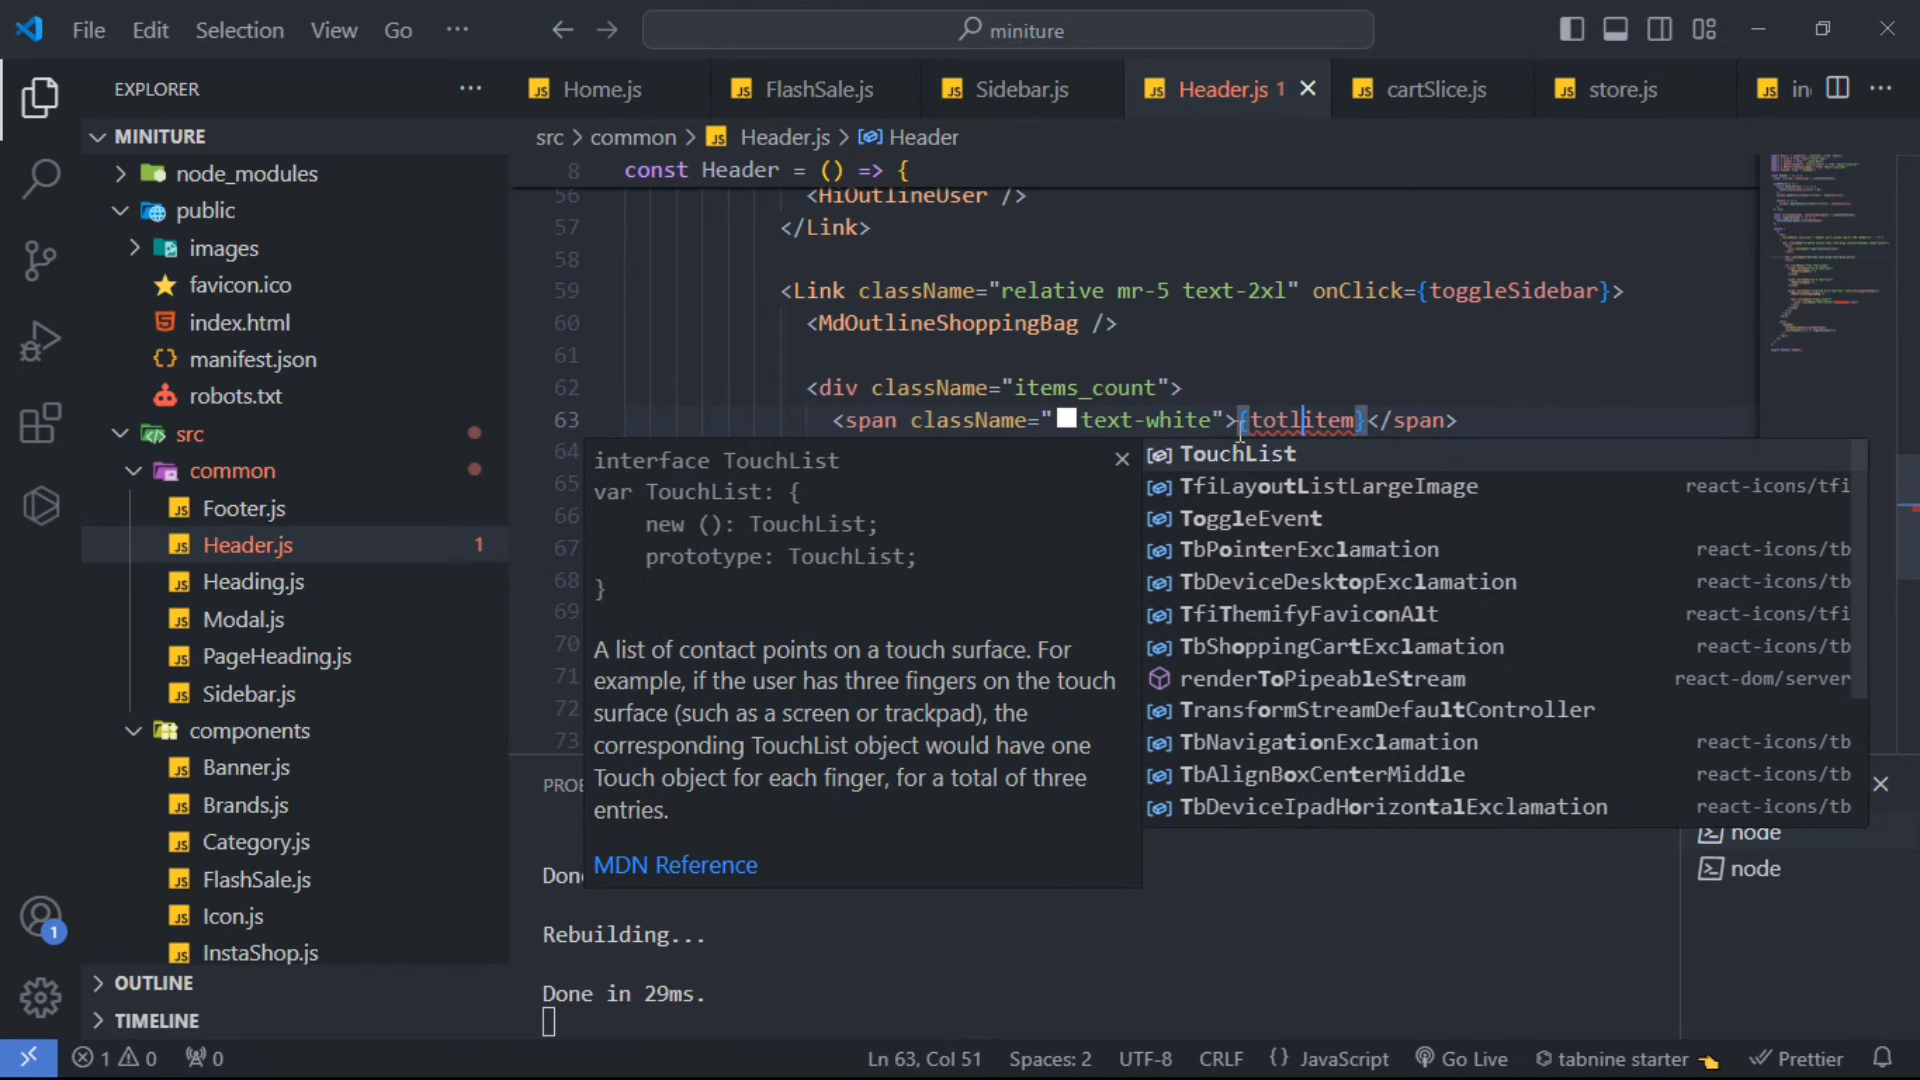 File Edit Selection View Go ··· miniture
EXPLORER ···
Home.js FlashSale.js Sidebar.js Header.js 1 cartSlice.js store.js in ···
MINITURE
node_modules
public
images
favicon.ico
index.html
manifest.json
robots.txt
src
common
Footer.js
Header.js 1
Heading.js
Modal.js
PageHeading.js
Sidebar.js
components
Banner.js
Brands.js
Category.js
FlashSale.js
Icon.js
InstaShop.js
OUTLINE
TIMELINE
src > common > Header.js > Header
8 const Header = () => {
56 <HiOutlineUser />
57 </Link>
58
59 <Link className="relative mr-5 text-2xl" onClick={toggleSidebar}>
60 <MdOutlineShoppingBag />
61
62 <div className="items_count">
63 <span className="text-white">{totlitem}</span>
64
65
66
67
68
69
70
71
72
73
interface TouchList
var TouchList: {
new (): TouchList;
prototype: TouchList;
}
A list of contact points on a touch surface. For
example, if the user has three fingers on the touch
surface (such as a screen or trackpad), the
corresponding TouchList object would have one
Touch object for each finger, for a total of three
entries.
MDN Reference
TouchList
TfiLayoutListLargeImage react-icons/tfi
ToggleEvent
TbPointerExclamation react-icons/tb
TbDeviceDesktopExclamation react-icons/tb
TfiThemifyFaviconAlt react-icons/tfi
TbShoppingCartExclamation react-icons/tb
renderToPipeableStream react-dom/server
TransformStreamDefaultController
TbNavigationExclamation react-icons/tb
TbAlignBoxCenterMiddle react-icons/tb
TbDeviceIpadHorizontalExclamation react-icons/tb
PROB
Done
Rebuilding...
Done in 29ms.
node
node
1
1 0 0 Ln 63, Col 51 Spaces: 2 UTF-8 CRLF {} JavaScript Go Live tabnine starter Prettier